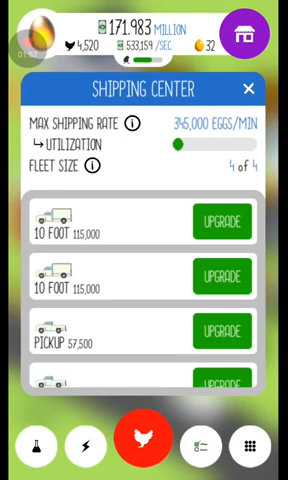 171.983 MILLION
4,520 533,159 /SEC 32
SHIPPING CENTER
MAX SHIPPING RATE 345,000 EGGS/MIN
UTILIZATION
FLEET SIZE 4 of 4
10 FOOT 115,000 UPGRADE
10 FOOT 115,000 UPGRADE
PICKUP 57,500 UPGRADE
UPGRADE